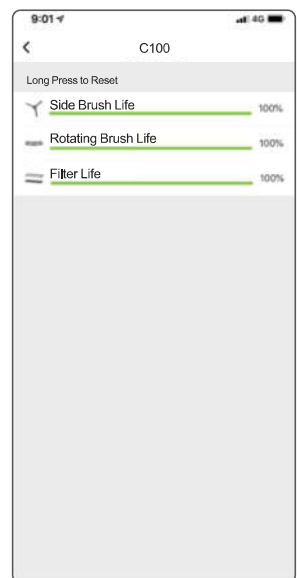 9:01 4G
C100
Long Press to Reset
Side Brush Life 100%
Rotating Brush Life 100%
Filter Life 100%